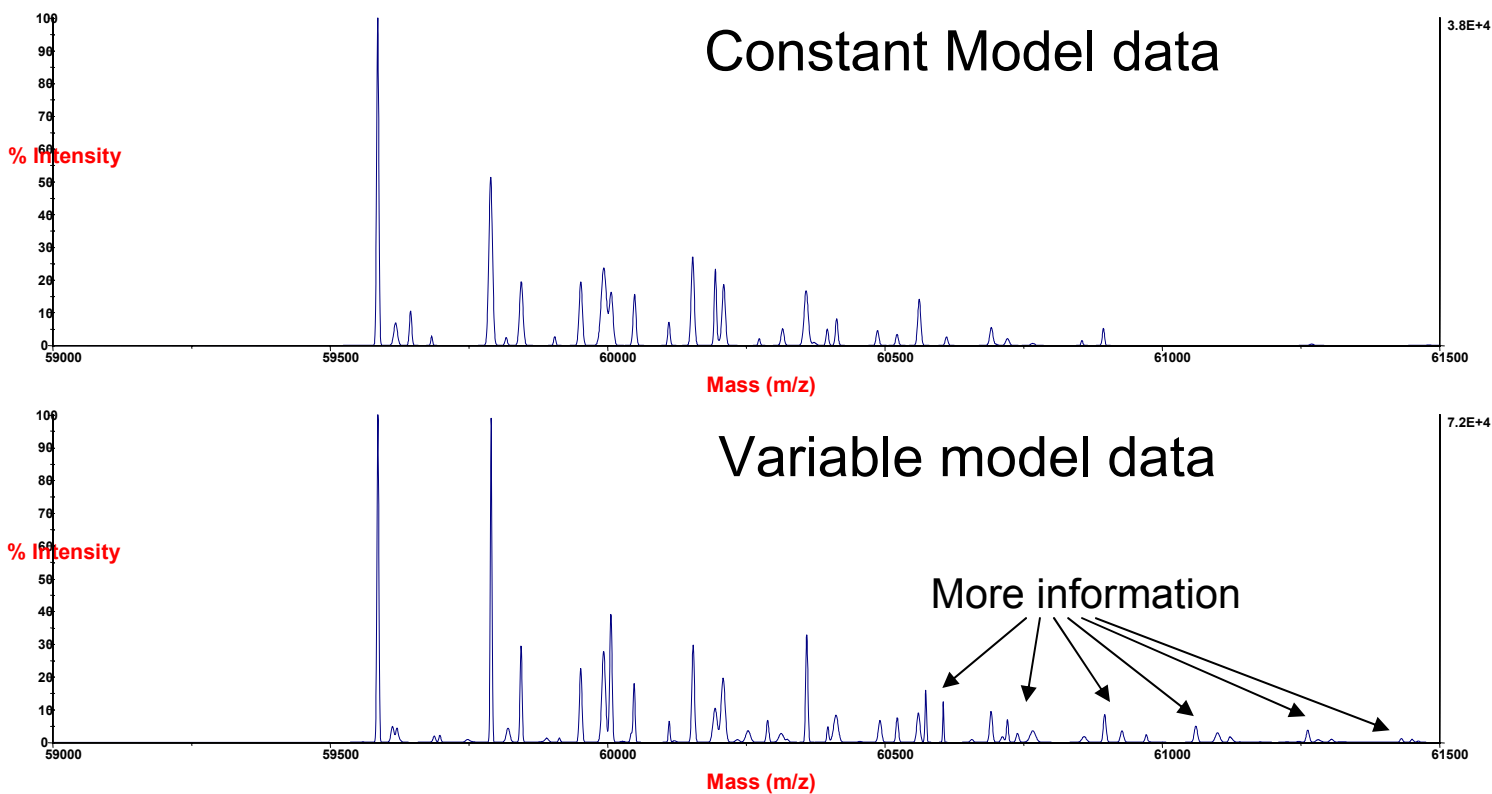 100
3.8E+4
Constant Model data
90
80
70
60
% Intensity
50
40
30
20
10
0
59000 59500 60000 60500 61000 61500
Mass (m/z)
100
7.2E+4
Variable model data
90
80
70
60
% Intensity
50
More information
40
30
20
10
0
59000 59500 60000 60500 61000 61500
Mass (m/z)